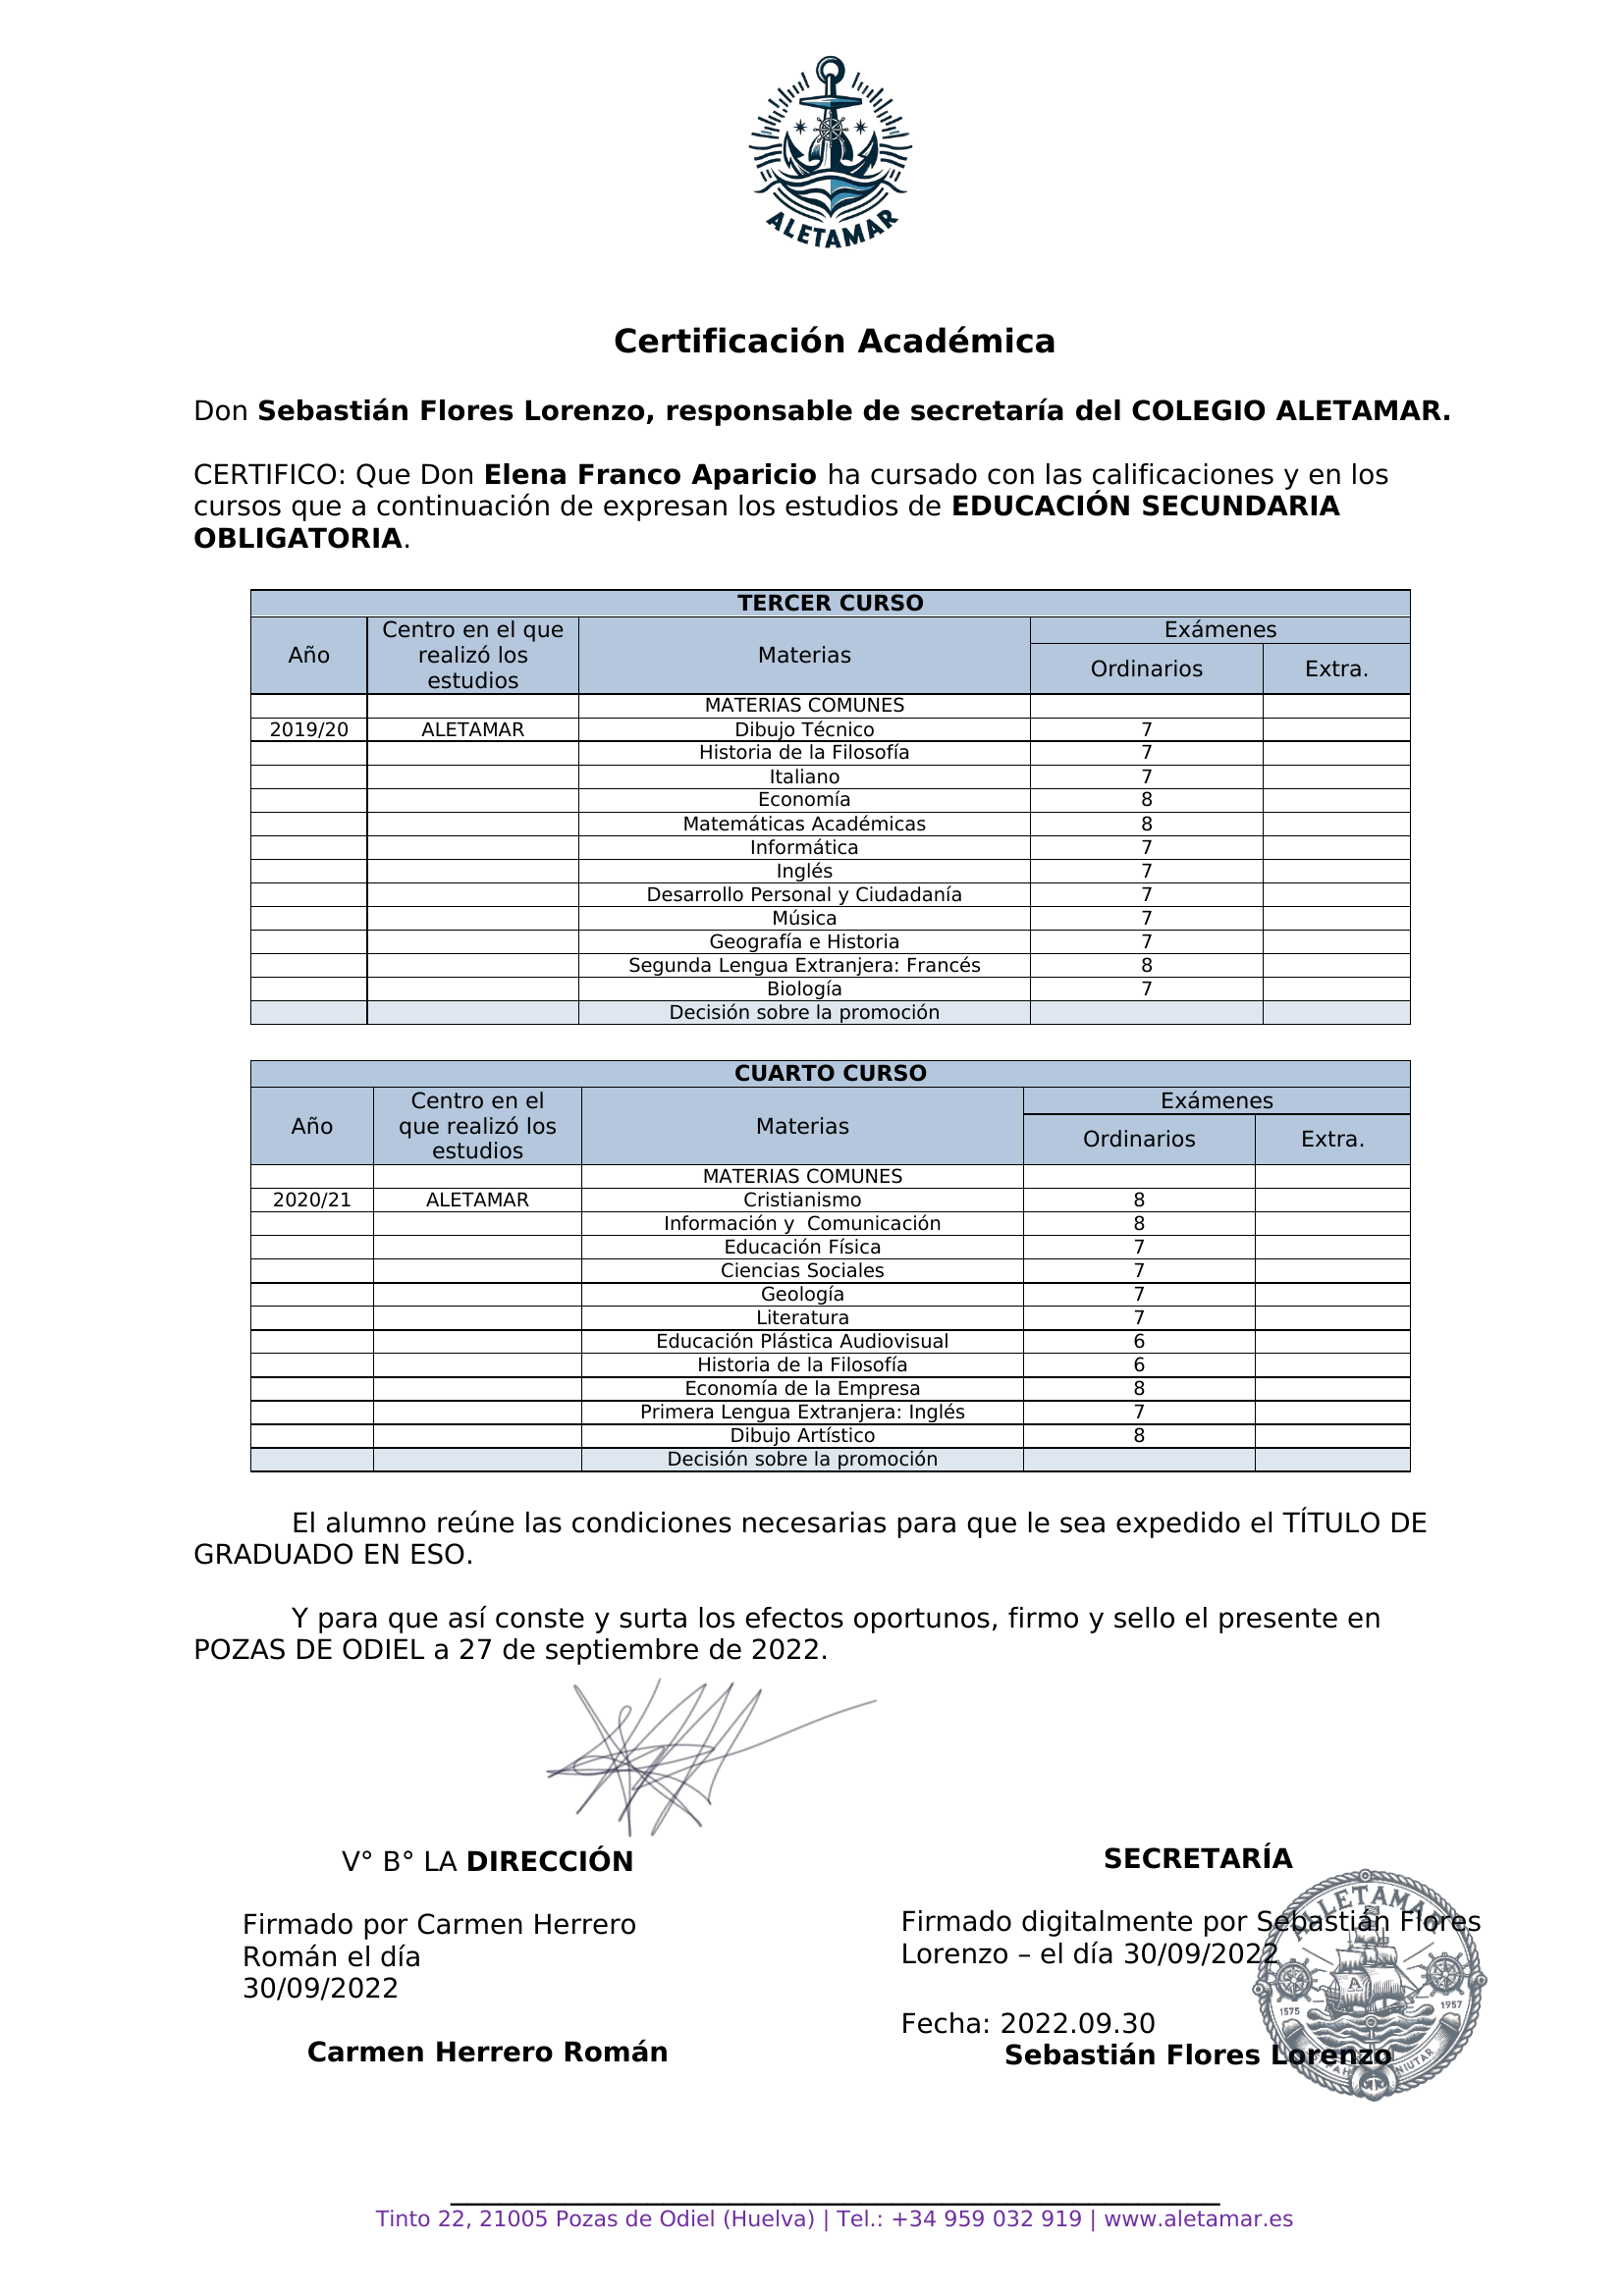 ALETAMAR
Certificación Académica
Don Sebastián Flores Lorenzo, responsable de secretaría del COLEGIO ALETAMAR.
CERTIFICO: Que Don Elena Franco Aparicio ha cursado con las calificaciones y en los
cursos que a continuación de expresan los estudios de EDUCACIÓN SECUNDARIA
OBLIGATORIA.
TERCER CURSO
Año Centro en el que realizó los estudios Materias Exámenes
Ordinarios Extra.
MATERIAS COMUNES
2019/20 ALETAMAR Dibujo Técnico 7
Historia de la Filosofía 7
Italiano 7
Economía 8
Matemáticas Académicas 8
Informática 7
Inglés 7
Desarrollo Personal y Ciudadanía 7
Música 7
Geografía e Historia 7
Segunda Lengua Extranjera: Francés 8
Biología 7
Decisión sobre la promoción
CUARTO CURSO
Año Centro en el que realizó los estudios Materias Exámenes
Ordinarios Extra.
MATERIAS COMUNES
2020/21 ALETAMAR Cristianismo 8
Información y  Comunicación 8
Educación Física 7
Ciencias Sociales 7
Geología 7
Literatura 7
Educación Plástica Audiovisual 6
Historia de la Filosofía 6
Economía de la Empresa 8
Primera Lengua Extranjera: Inglés 7
Dibujo Artístico 8
Decisión sobre la promoción
El alumno reúne las condiciones necesarias para que le sea expedido el TÍTULO DE
GRADUADO EN ESO.
Y para que así conste y surta los efectos oportunos, firmo y sello el presente en
POZAS DE ODIEL a 27 de septiembre de 2022.
V° B° LA DIRECCIÓN
Firmado por Carmen Herrero
Román el día
30/09/2022
Carmen Herrero Román
SECRETARÍA
Firmado digitalmente por Sebastián Flores
Lorenzo – el día 30/09/2022
Fecha: 2022.09.30
Sebastián Flores Lorenzo
ALLETAMAR
A
1575 1957
Tinto 22, 21005 Pozas de Odiel (Huelva) | Tel.: +34 959 032 919 | www.aletamar.es